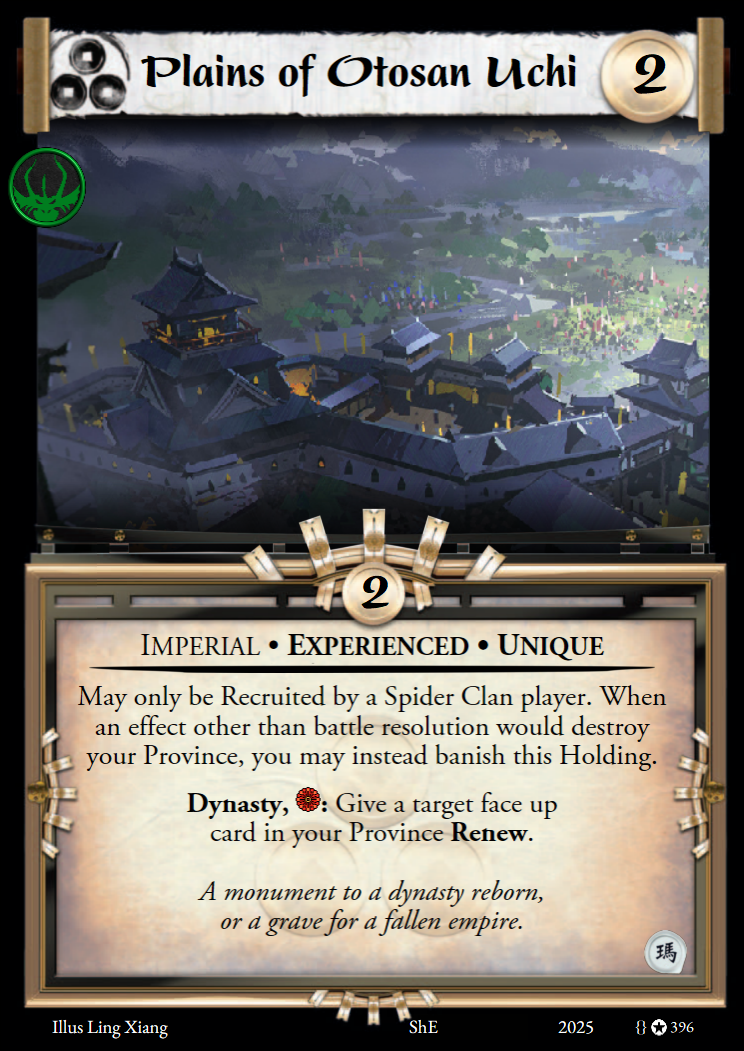 Plains of Otosan Uchi
2
2
Imperial • Experienced • Unique
May only be Recruited by a Spider Clan player. When
an effect other than battle resolution would destroy
your Province, you may instead banish this Holding.
Dynasty, : Give a target face up
card in your Province Renew.
A monument to a dynasty reborn,
or a grave for a fallen empire.
瑪
Illus Ling Xiang
ShE
2025
{} 396